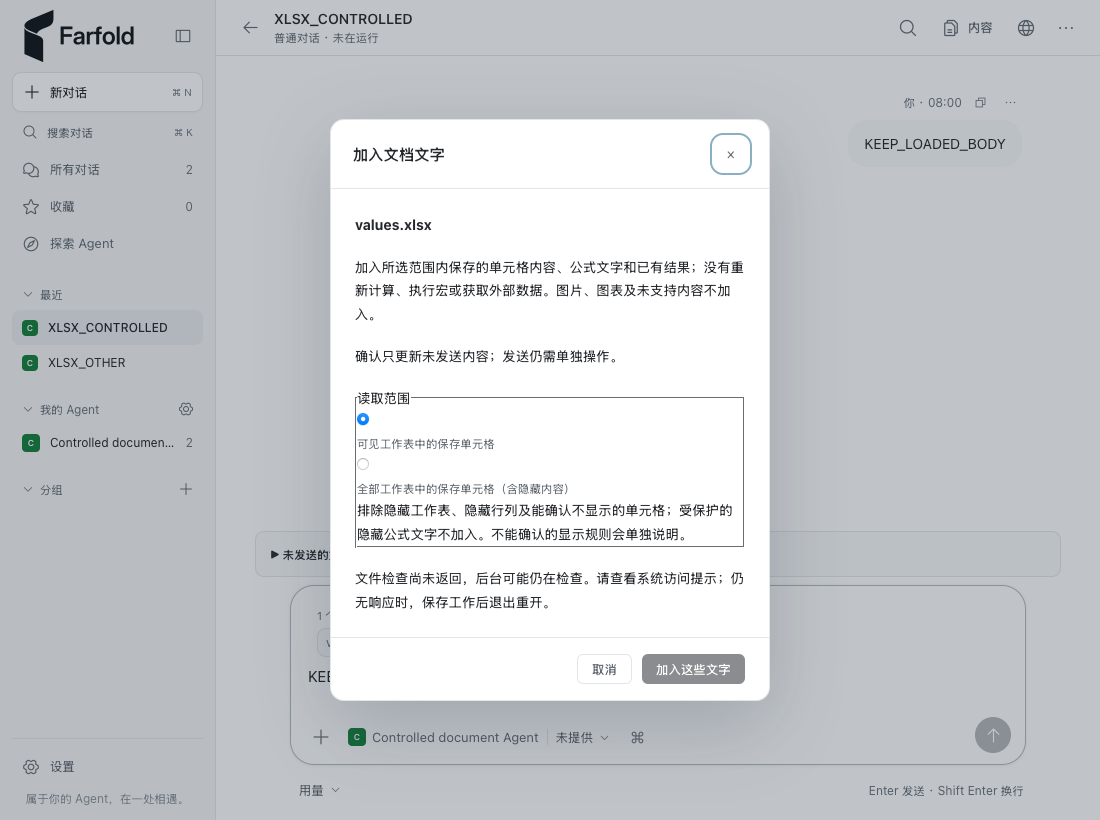 Farfold
新对话
⌘ N
搜索对话
⌘ K
所有对话
2
收藏
0
探索 Agent
最近
C XLSX_CONTROLLED
C XLSX_OTHER
我的 Agent
C Controlled documen...
2
分组
设置
属于你的 Agent，在一处相遇。
XLSX_CONTROLLED
普通对话 · 未在运行
内容
你 · 08:00
KEEP_LOADED_BODY
加入文档文字
×
values.xlsx
加入所选范围内保存的单元格内容、公式文字和已有结果；没有重
新计算、执行宏或获取外部数据。图片、图表及未支持内容不加
入。
确认只更新未发送内容；发送仍需单独操作。
读取范围
可见工作表中的保存单元格
全部工作表中的保存单元格（含隐藏内容）
排除隐藏工作表、隐藏行列及能确认不显示的单元格；受保护的
隐藏公式文字不加入。不能确认的显示规则会单独说明。
文件检查尚未返回，后台可能仍在检查。请查看系统访问提示；仍
无响应时，保存工作后退出重开。
取消
加入这些文字
未发送的
1
KEE
C Controlled document Agent
未提供
⌘
用量
Enter 发送 · Shift Enter 换行